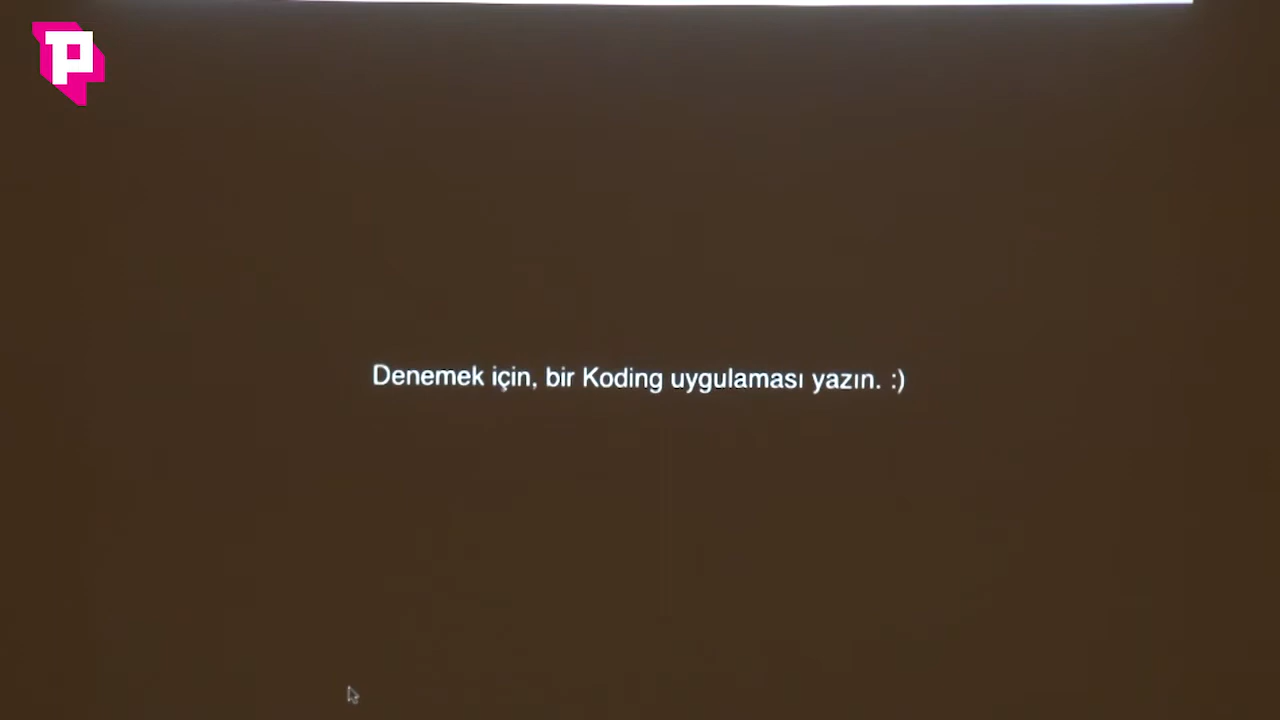 P
Denemek için, bir Koding uygulaması yazın. :)